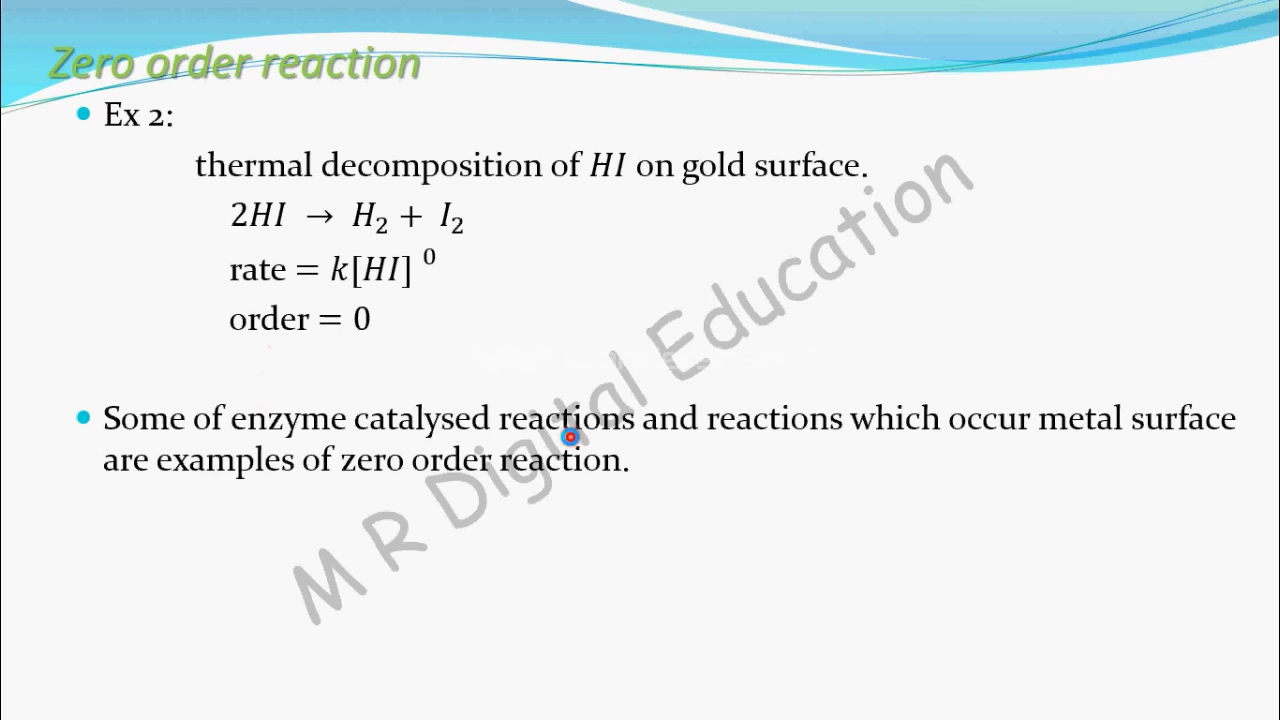 Zero order reaction
Ex 2:
thermal decomposition of HI on gold surface.
2HI → H₂ + I₂
rate = k[HI] ⁰
order = 0
Some of enzyme catalysed reactions and reactions which occur metal surface
are examples of zero order reaction.
M R Digital Education